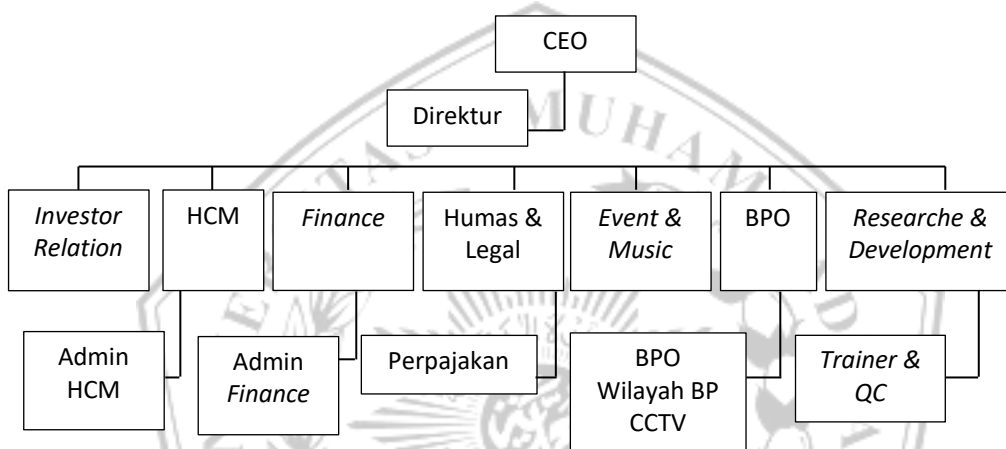 CEO
Direktur
Investor
Relation
HCM
Finance
Humas &
Legal
Event &
Music
BPO
Researche &
Development
Admin
HCM
Admin
Finance
Perpajakan
BPO
Wilayah BP
CCTV
Trainer &
QC